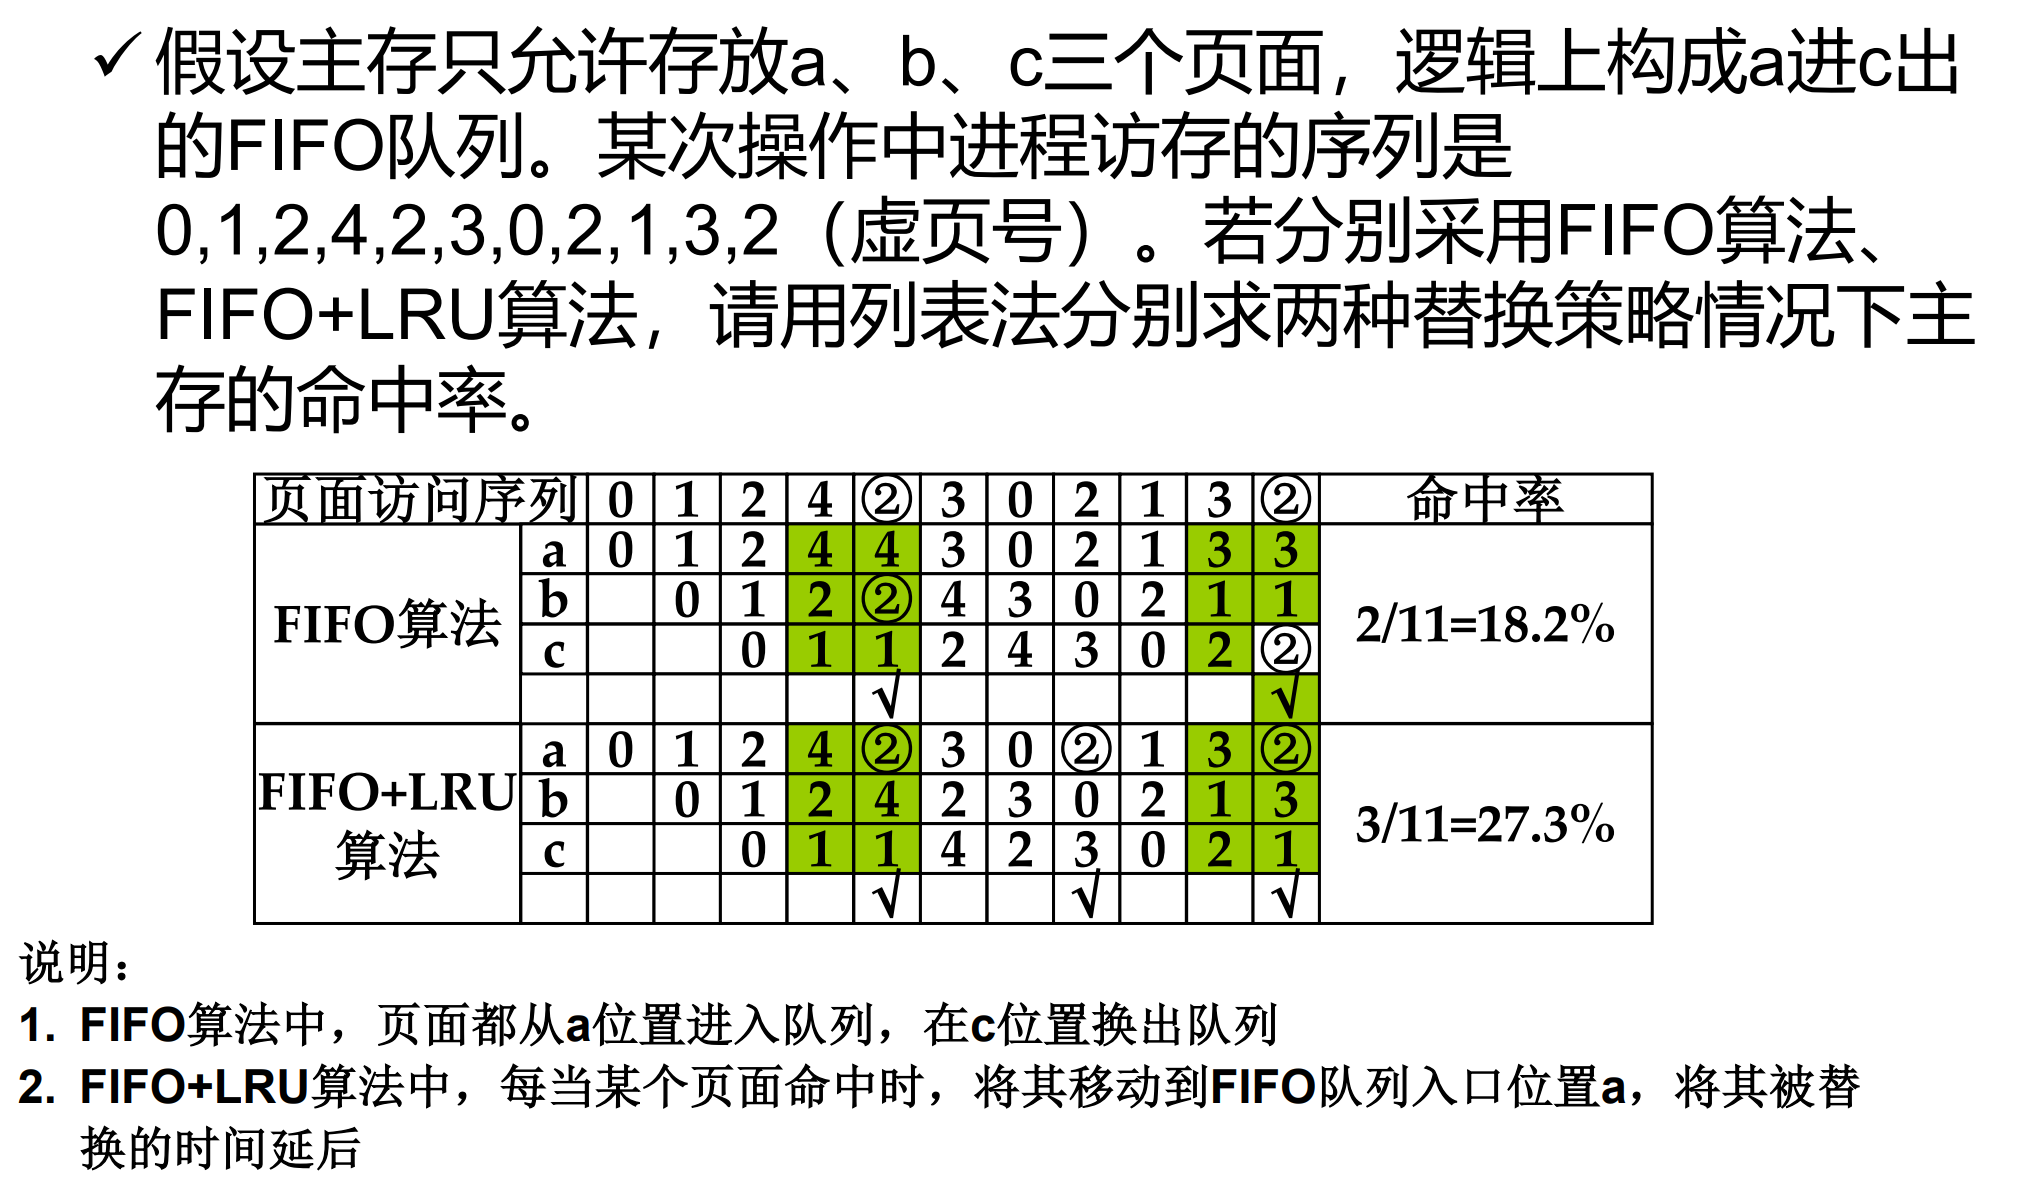 ✓假设主存只允许存放a、b、c三个页面，逻辑上构成a进c出
的FIFO队列。某次操作中进程访存的序列是
0,1,2,4,2,3,0,2,1,3,2（虚页号）。若分别采用FIFO算法、
FIFO+LRU算法，请用列表法分别求两种替换策略情况下主
存的命中率。
页面访问序列 0 1 2 4 ② 3 0 2 1 3 ② 命中率
a 0 1 2 4 4 3 0 2 1 3 3
FIFO算法 b 0 1 2 ② 4 3 0 2 1 1 2/11=18.2%
c 0 1 1 2 4 3 0 2 ②
√ √
a 0 1 2 4 ② 3 0 ② 1 3 ②
FIFO+LRU b 0 1 2 4 2 3 0 2 1 3 3/11=27.3%
算法 c 0 1 1 4 2 3 0 2 1
√ √ √
说明：
1. FIFO算法中，页面都从a位置进入队列，在c位置换出队列
2. FIFO+LRU算法中，每当某个页面命中时，将其移动到FIFO队列入口位置a，将其被替
换的时间延后